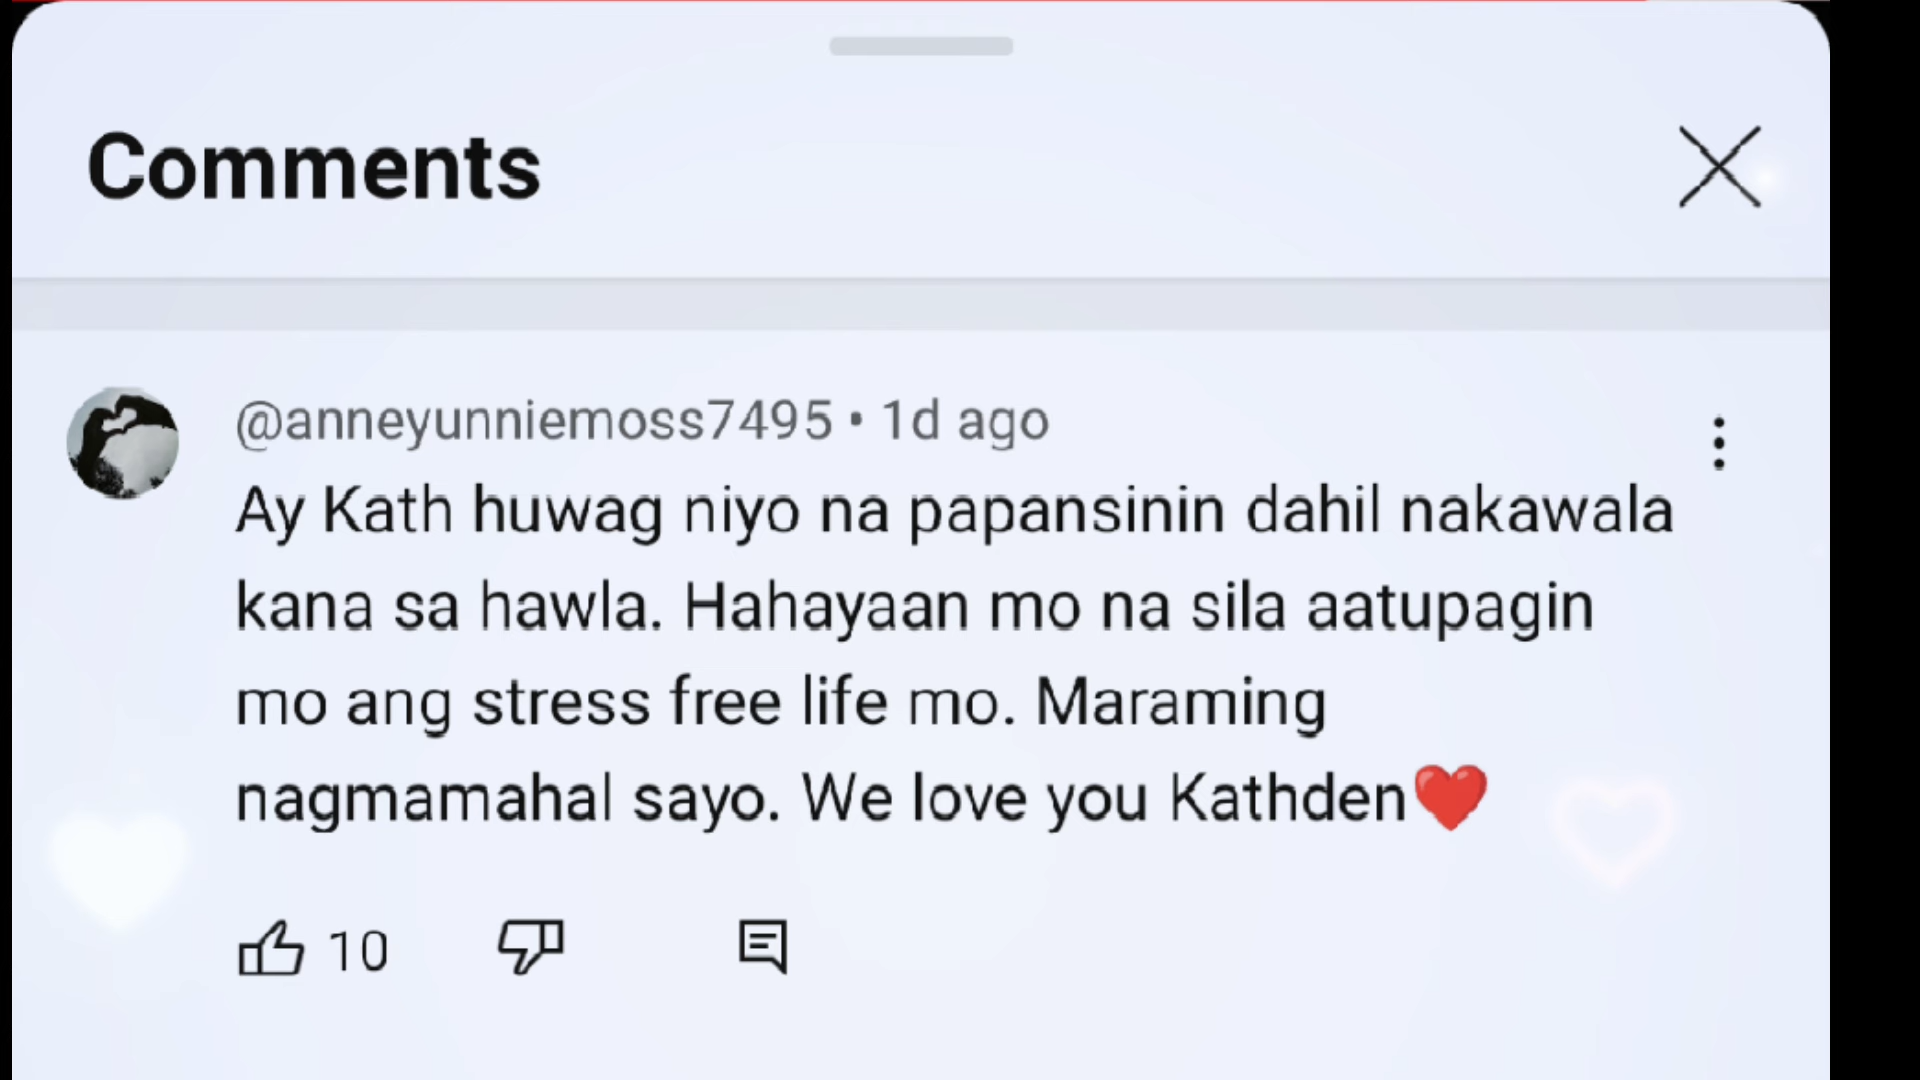 Comments
@anneyunniemoss7495 • 1d ago
Ay Kath huwag niyo na papansinin dahil nakawala
kana sa hawla. Hahayaan mo na sila aatupagin
mo ang stress free life mo. Maraming
nagmamahal sayo. We love you Kathden❤️
10